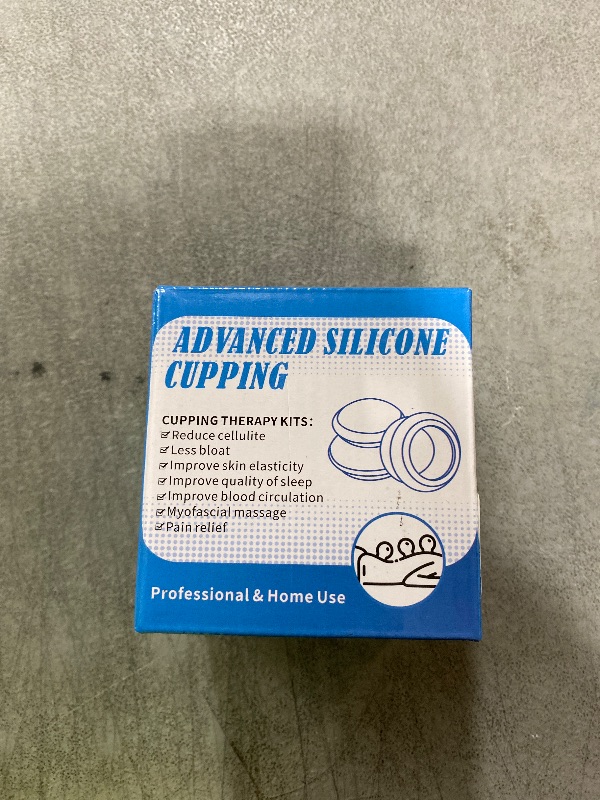 ADVANCED SILICONE
CUPPING
CUPPING THERAPY KITS:
Reduce cellulite
Less bloat
Improve skin elasticity
Improve quality of sleep
Improve blood circulation
Myofascial massage
Pain relief
Professional & Home Use